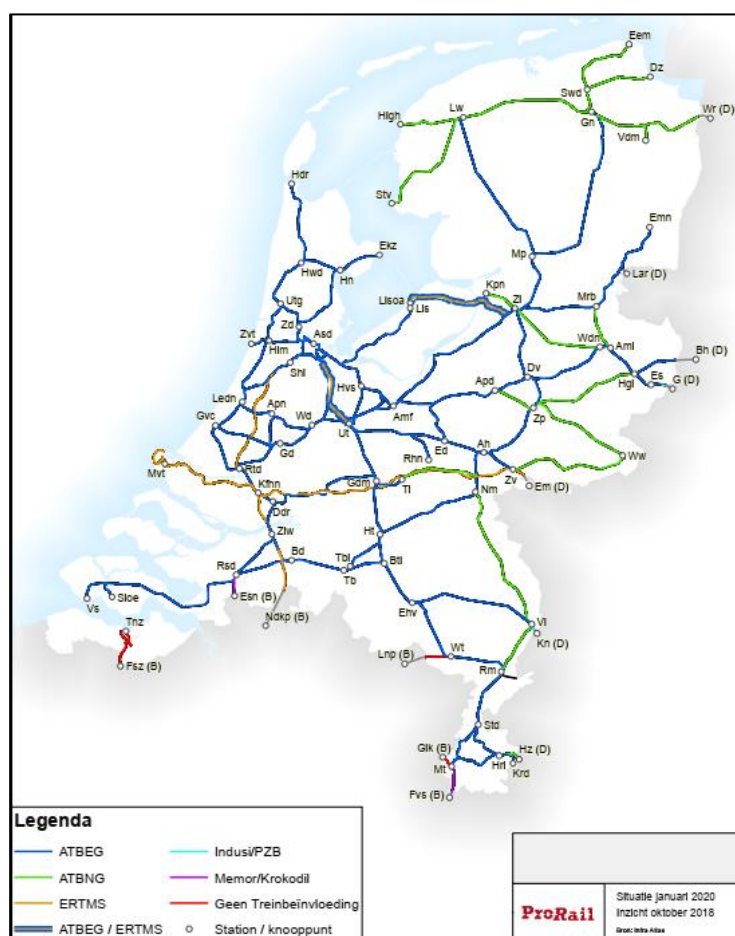 Eem
Dz
Swd
Lw
Hlgh
Gn
Wr (D)
Vdm
Stv
Hdr
Emn
Ekz
Mp
Hwd
Hn
Lar (D)
Kpn
Llsoa
Lls
Zl
Mrb
Utg
Zd
Asd
Zvt
Hlm
Wdn
Aml
Bh (D)
Shl
Hvs
Dv
Es
G (D)
Apd
Hgl
Ledn
Apn
Amf
Zp
Gvc
Wd
Ut
Gd
Ed
Ah
Rhn
Ww
Mvt
Rtd
Zv
Em (D)
Kfhn
Gdm
Tl
Nm
Ddr
Zlw
Ht
Rsd
Bd
Tbl
Tb
Btl
Vs
Sloe
Esn (B)
Ehv
Tnz
Ndkp (B)
Vl
Kn (D)
Fsz (B)
Lnp (B)
Wt
Rm
Std
Glk (B)
Hz (D)
Mt
Hrl
Krd
Fvs (B)
Legenda
ATBEG
Indusi/PZB
ATBNG
Memor/Krokodil
ERTMS
Geen Treinbeïnvloeding
ATBEG / ERTMS
Station / knooppunt
ProRail
Situatie januari 2020
Inzicht oktober 2018
Bron: Infra Atlas